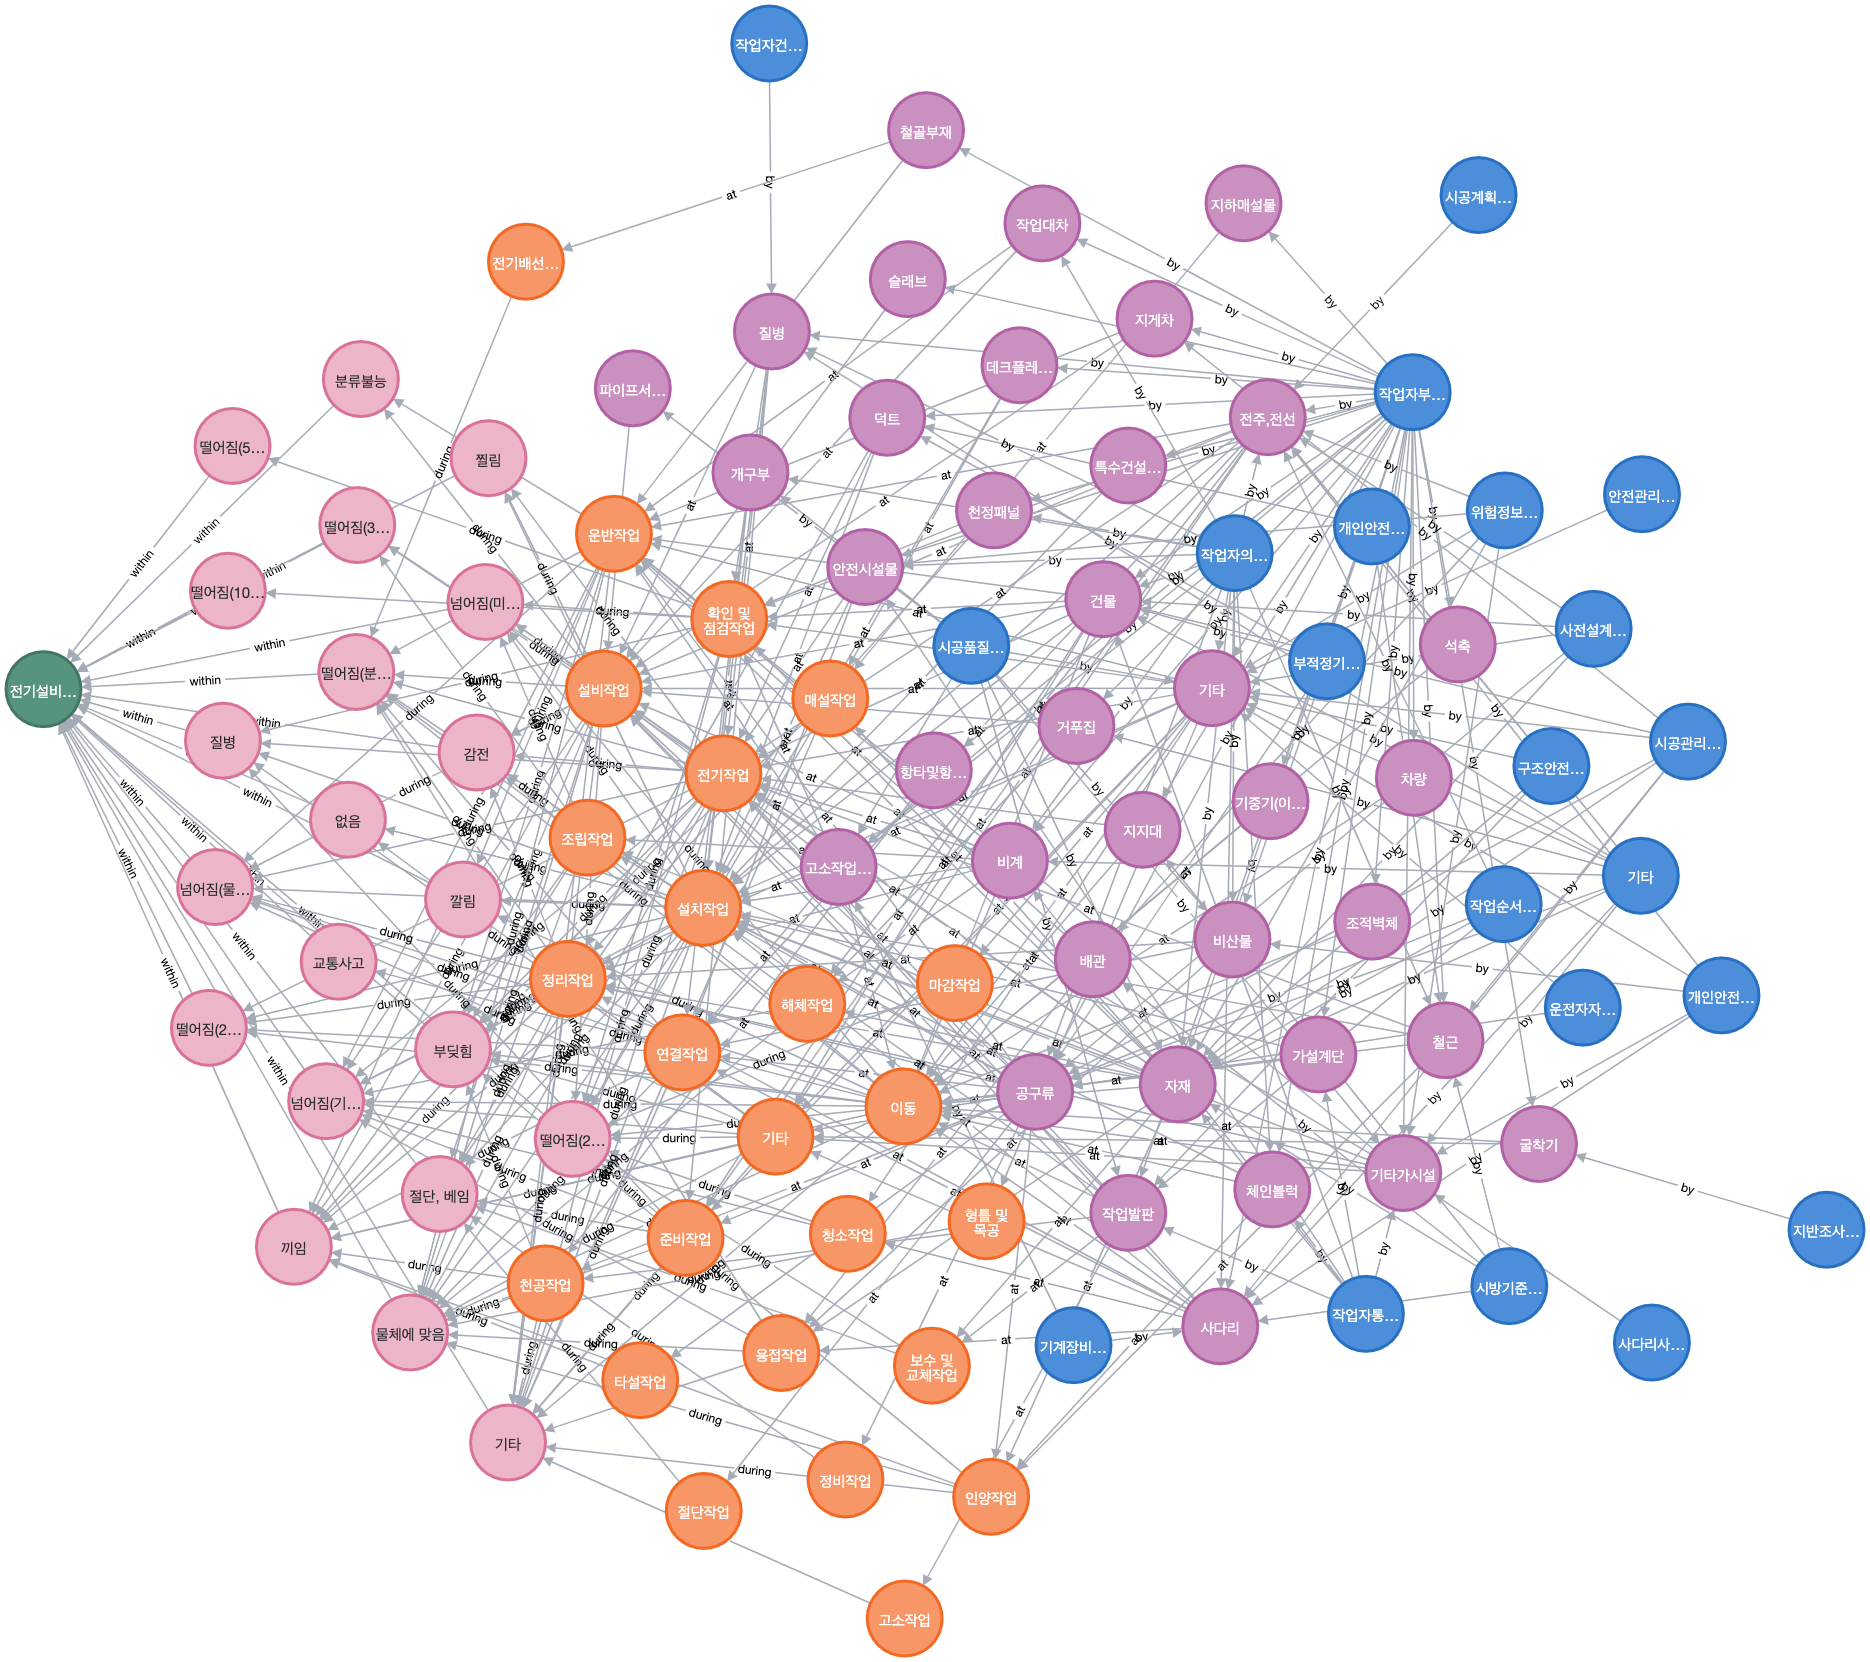 작업자건...
철골부재
시공계획...
지하매설물
작업대차
전기배선...
슬래브
지게차
질병
데크플레...
파이프서...
분류불능
작업자부...
전주,전선
덕트
떨어짐(5...
찔림
개구부
특수건설...
안전관리...
위험정보...
천정패널
떨어짐(3...
개인안전...
운반작업
작업자의...
안전시설물
떨어짐(10...
넘어짐(미...
건물
확인 및
점검작업
사전설계...
석축
시공품질...
부적정기...
떨어짐(분...
전기설비...
설비작업
기타
매설작업
거푸집
질병
시공관리...
감전
구조안전...
전기작업
항타및항...
차량
기중기(이...
없음
지지대
조립작업
고소작업...
비계
기타
넘어짐(물...
깔림
작업순서...
설치작업
조적벽체
비산물
교통사고
배관
정리작업
마감작업
개인안전...
해체작업
운전자자...
떨어짐(2...
철근
부딪힘
연결작업
가설계단
자재
공구류
넘어짐(기...
이동
떨어짐(2...
기타
굴착기
기타가시설
절단, 베임
체인블럭
작업발판
형틀 및
목공
지반조사...
청소작업
준비작업
끼임
천공작업
시방기준...
작업자통...
사다리
물체에 맞음
사다리사...
기계장비...
용접작업
보수 및
교체작업
타설작업
기타
정비작업
인양작업
절단작업
고소작업
within
during
at
by